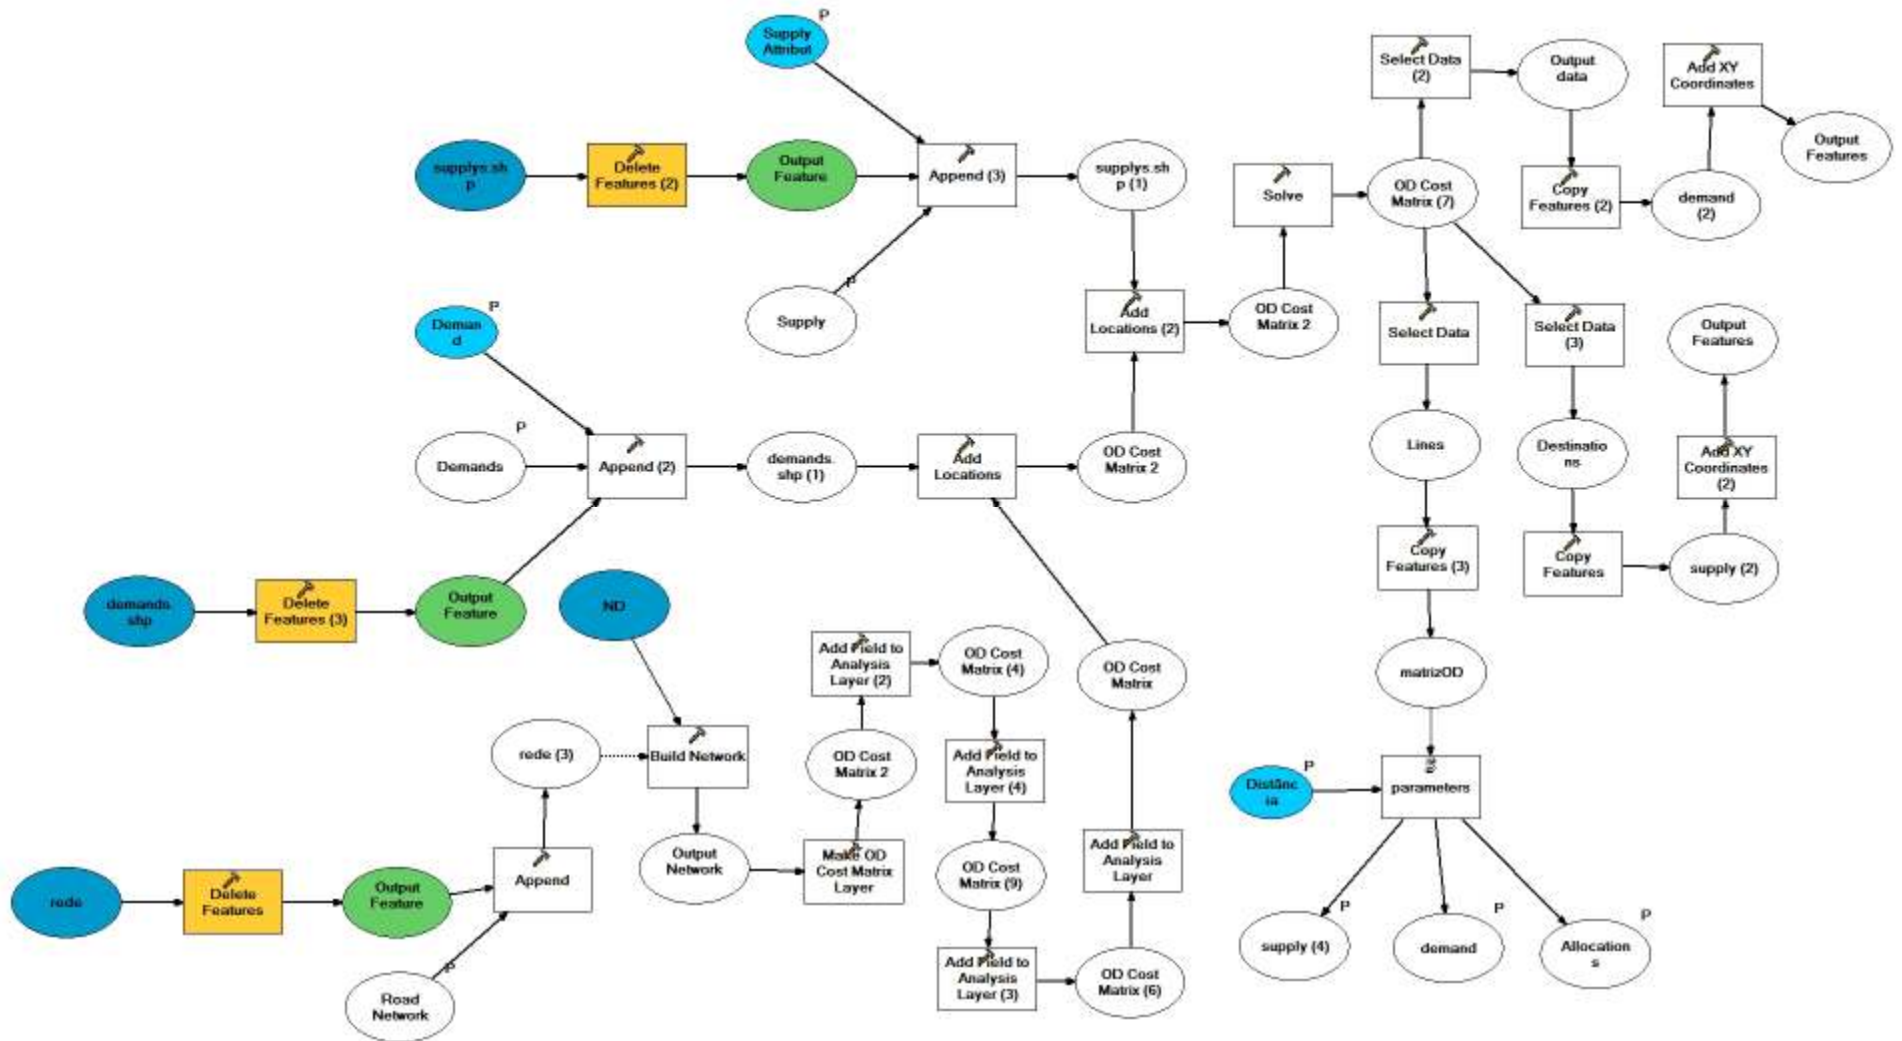 P
Supply
Attribut
Select Data
(2)
Output
data
Add XY
Coordinates
supplys.sh
p
Delete
Features (2)
Output
Feature
Append (3)
supplys.sh
p (1)
Solve
OD Cost
Matrix (7)
Copy
Features (2)
demand
(2)
Output
Features
P
Supply
P
Deman
d
Add
Locations (2)
OD Cost
Matrix 2
Select Data
Select Data
(3)
Output
Features
P
Demands
Append (2)
demands.
shp (1)
Add
Locations
OD Cost
Matrix 2
Lines
Destinatio
ns
Add XY
Coordinates
(2)
Copy
Features (3)
Copy
Features
supply (2)
demands.
shp
Delete
Features (3)
Output
Feature
ND
Add Field to
Analysis
Layer (2)
OD Cost
Matrix (4)
OD Cost
Matrix
matrizOD
rede (3)
Build Network
OD Cost
Matrix 2
Add Field to
Analysis
Layer (4)
P
Distânc
ia
parameters
Output
Network
Make OD
Cost Matrix
Layer
OD Cost
Matrix (9)
Add Field to
Analysis
Layer
rede
Delete
Features
Output
Feature
Append
P
Road
Network
Add Field to
Analysis
Layer (3)
OD Cost
Matrix (6)
P
supply (4)
P
demand
P
Allocation
s